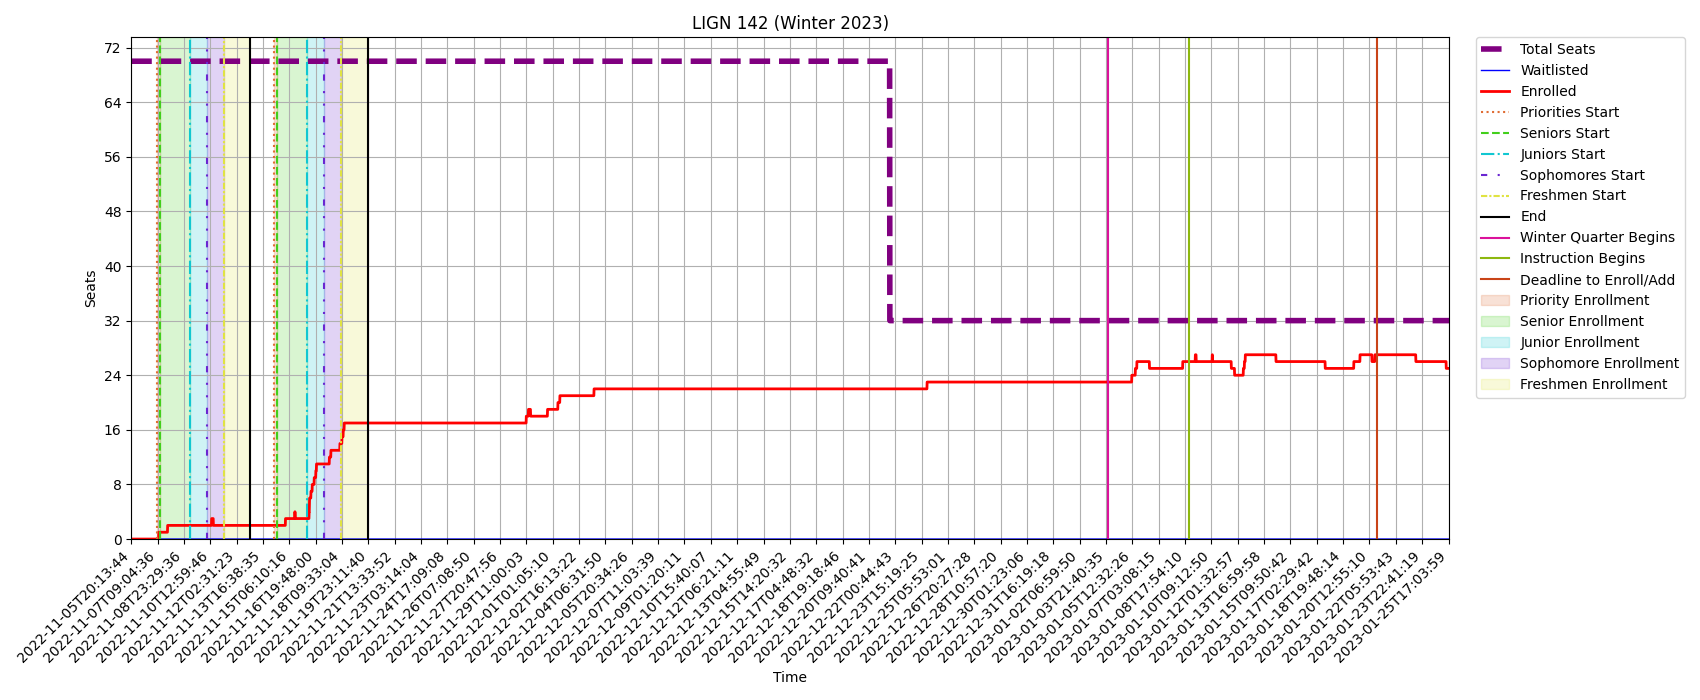 LIGN 142 (Winter 2023)
Seats
72
64
56
48
40
32
24
16
8
0
2022-11-05T20:13:44
2022-11-07T09:04:36
2022-11-08T23:29:36
2022-11-10T12:59:46
2022-11-12T02:31:23
2022-11-13T16:38:35
2022-11-15T06:10:16
2022-11-16T19:48:00
2022-11-18T09:33:04
2022-11-19T23:11:40
2022-11-21T13:33:52
2022-11-23T03:14:04
2022-11-24T17:09:08
2022-11-26T07:08:50
2022-11-27T20:47:56
2022-11-29T11:00:03
2022-12-01T01:05:10
2022-12-02T16:13:22
2022-12-04T06:31:50
2022-12-05T20:34:26
2022-12-07T11:03:39
2022-12-09T01:20:11
2022-12-10T15:40:07
2022-12-12T06:21:11
2022-12-13T04:55:49
2022-12-15T14:20:32
2022-12-17T04:48:32
2022-12-18T19:18:46
2022-12-20T09:40:41
2022-12-22T00:44:43
2022-12-23T15:19:25
2022-12-25T05:53:01
2022-12-26T20:27:28
2022-12-28T10:57:20
2022-12-30T01:23:06
2022-12-31T16:19:18
2023-01-02T06:59:50
2023-01-03T21:40:35
2023-01-05T12:32:26
2023-01-07T03:08:15
2023-01-08T17:54:10
2023-01-10T09:12:50
2023-01-12T01:32:57
2023-01-13T16:59:58
2023-01-15T09:50:42
2023-01-17T02:29:42
2023-01-18T19:48:14
2023-01-20T12:55:10
2023-01-22T05:53:43
2023-01-23T22:41:19
2023-01-25T17:03:59
Time
Total Seats
Waitlisted
Enrolled
Priorities Start
Seniors Start
Juniors Start
Sophomores Start
Freshmen Start
End
Winter Quarter Begins
Instruction Begins
Deadline to Enroll/Add
Priority Enrollment
Senior Enrollment
Junior Enrollment
Sophomore Enrollment
Freshmen Enrollment